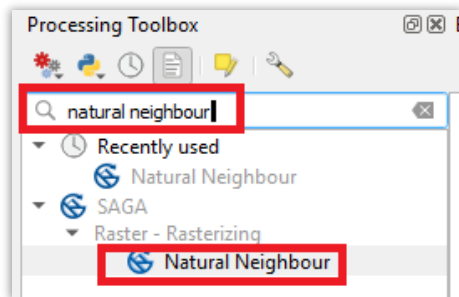 Processing Toolbox
natural neighbour
Recently used
Natural Neighbour
SAGA
Raster - Rasterizing
Natural Neighbour